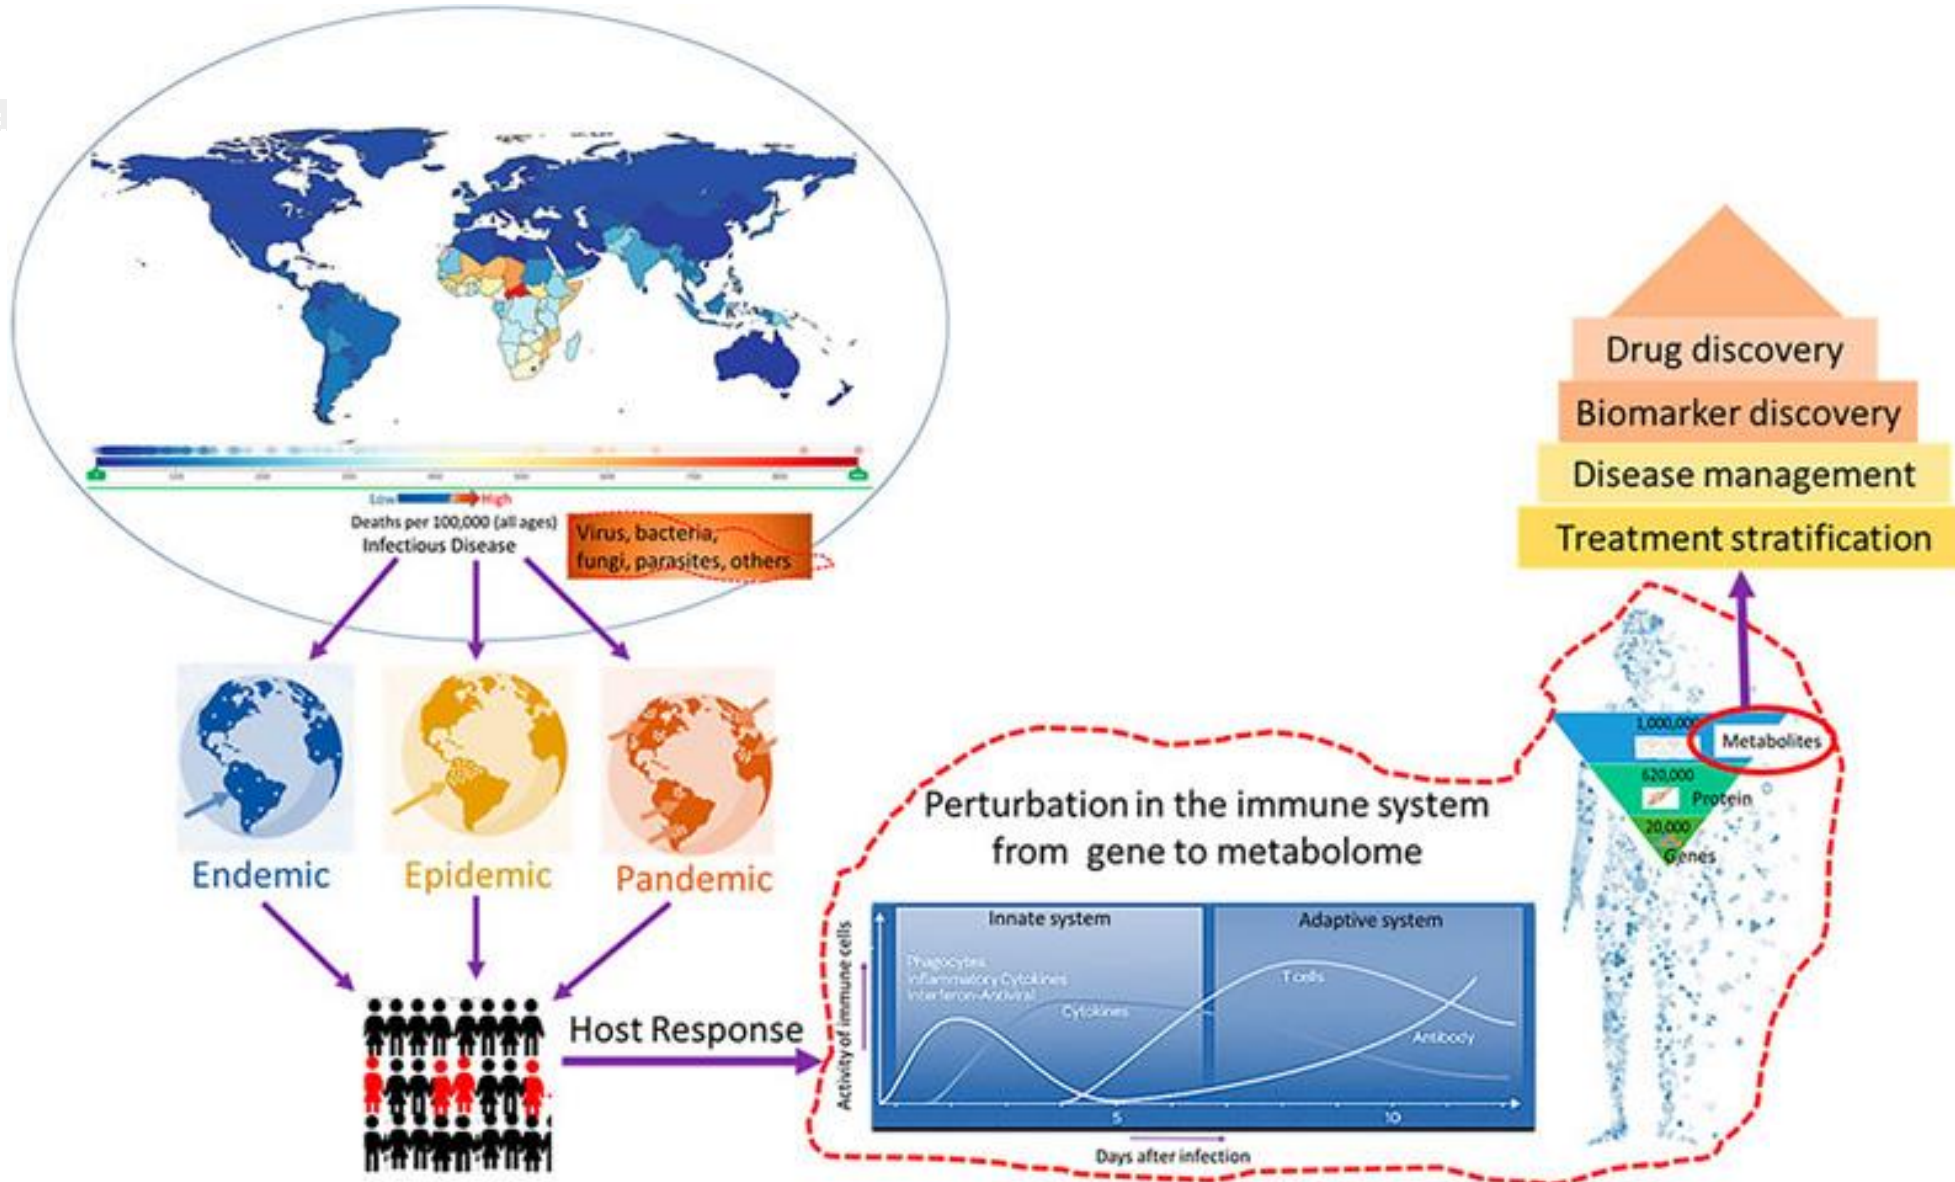 Low
High
Deaths per 100,000 (all ages)
Infectious Disease
Virus, bacteria,
fungi, parasites, others
Endemic
Epidemic
Pandemic
Host Response
Perturbation in the immune system
from gene to metabolome
Activity of immune cells
Innate system
Adaptive system
Phagocytes
Inflammatory Cytokines
Interferon-Antiviral
Cytokines
T cells
Antibody
5
10
Days after infection
Drug discovery
Biomarker discovery
Disease management
Treatment stratification
1,000,000
Metabolites
620,000
Protein
20,000
Genes